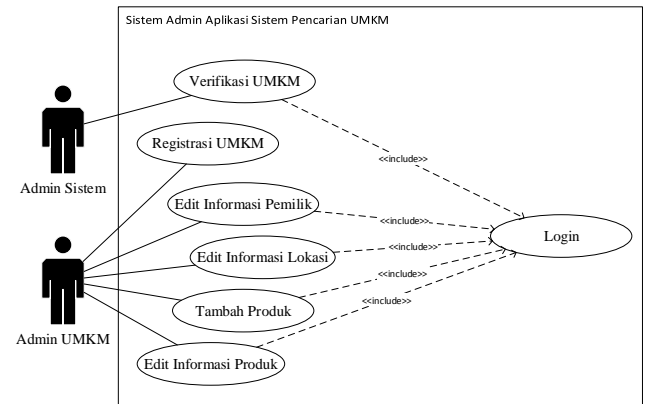 Sistem Admin Aplikasi Sistem Pencarian UMKM
Verifikasi UMKM
Admin Sistem
Registrasi UMKM
<<include>>
Edit Informasi Pemilik
<<include>>
Login
Edit Informasi Lokasi
<<include>>
Tambah Produk
<<include>>
Admin UMKM
<<include>>
Edit Informasi Produk